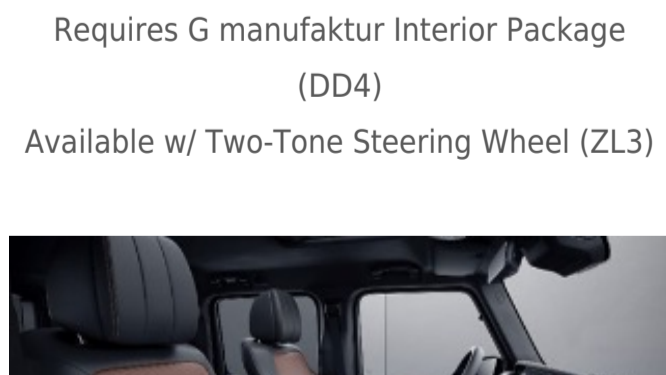 Requires G manufaktur Interior Package
(DD4)
Available w/ Two-Tone Steering Wheel (ZL3)